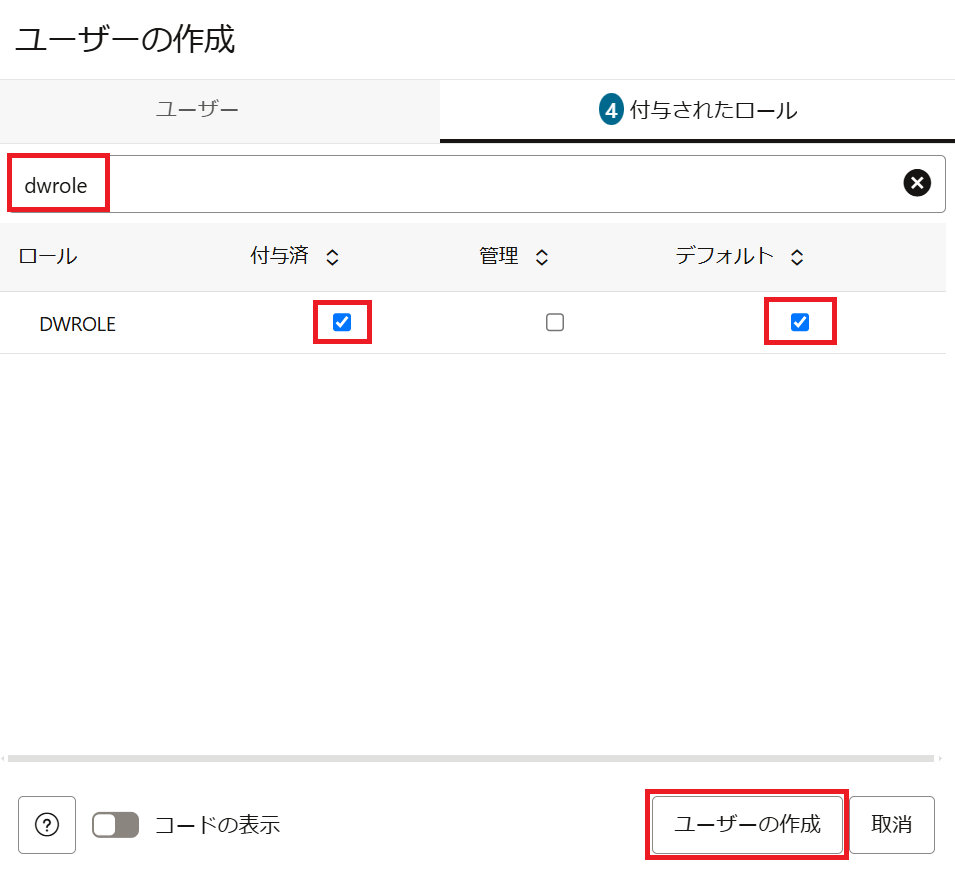 ユーザーの作成
ユーザー
4 付与されたロール
dwrole
ロール 付与済 管理 デフォルト
DWROLE
? コードの表示 ユーザーの作成 取消